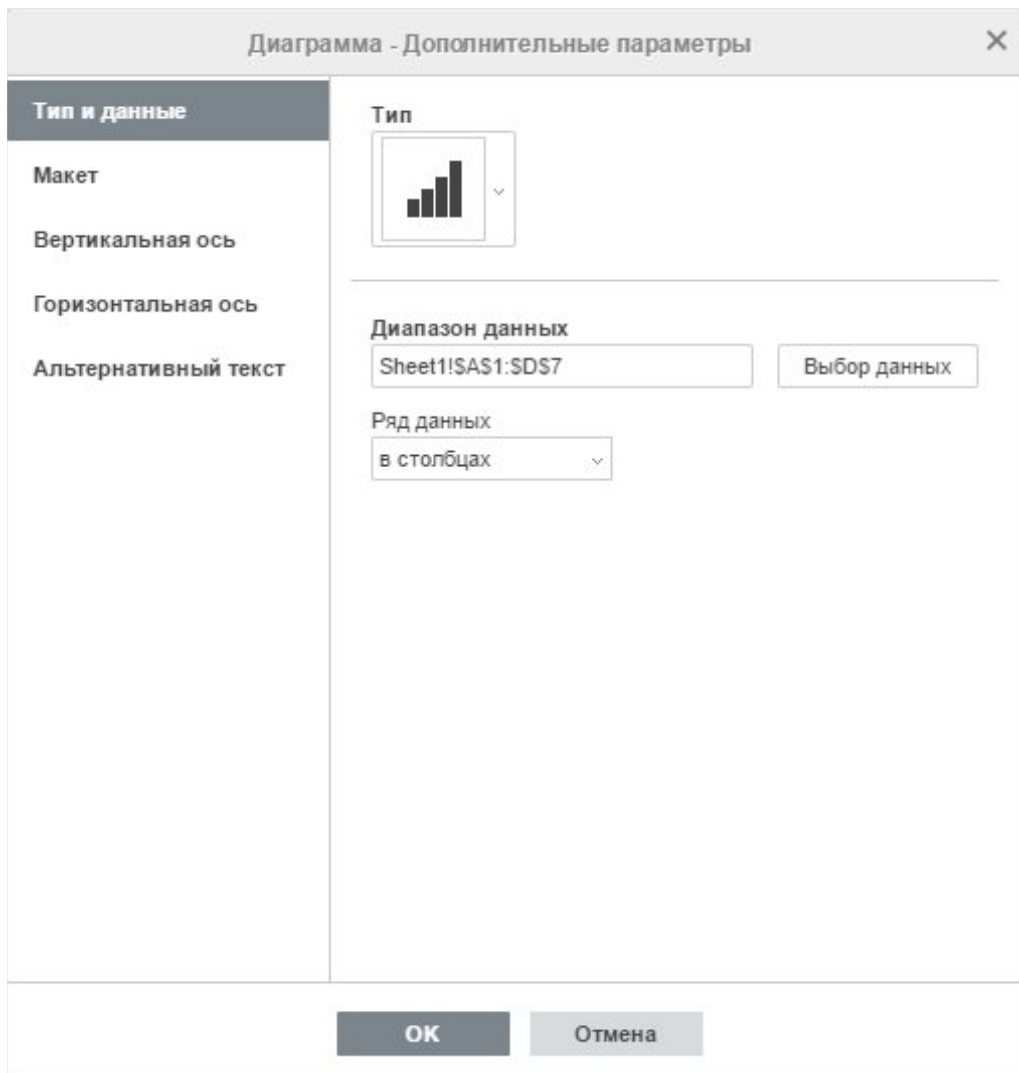 Диаграмма - Дополнительные параметры
Тип и данные
Макет
Вертикальная ось
Горизонтальная ось
Альтернативный текст
Тип
Диапазон данных
Sheet1!$A$1:$D$7
Выбор данных
Ряд данных
в столбцах
OK
Отмена